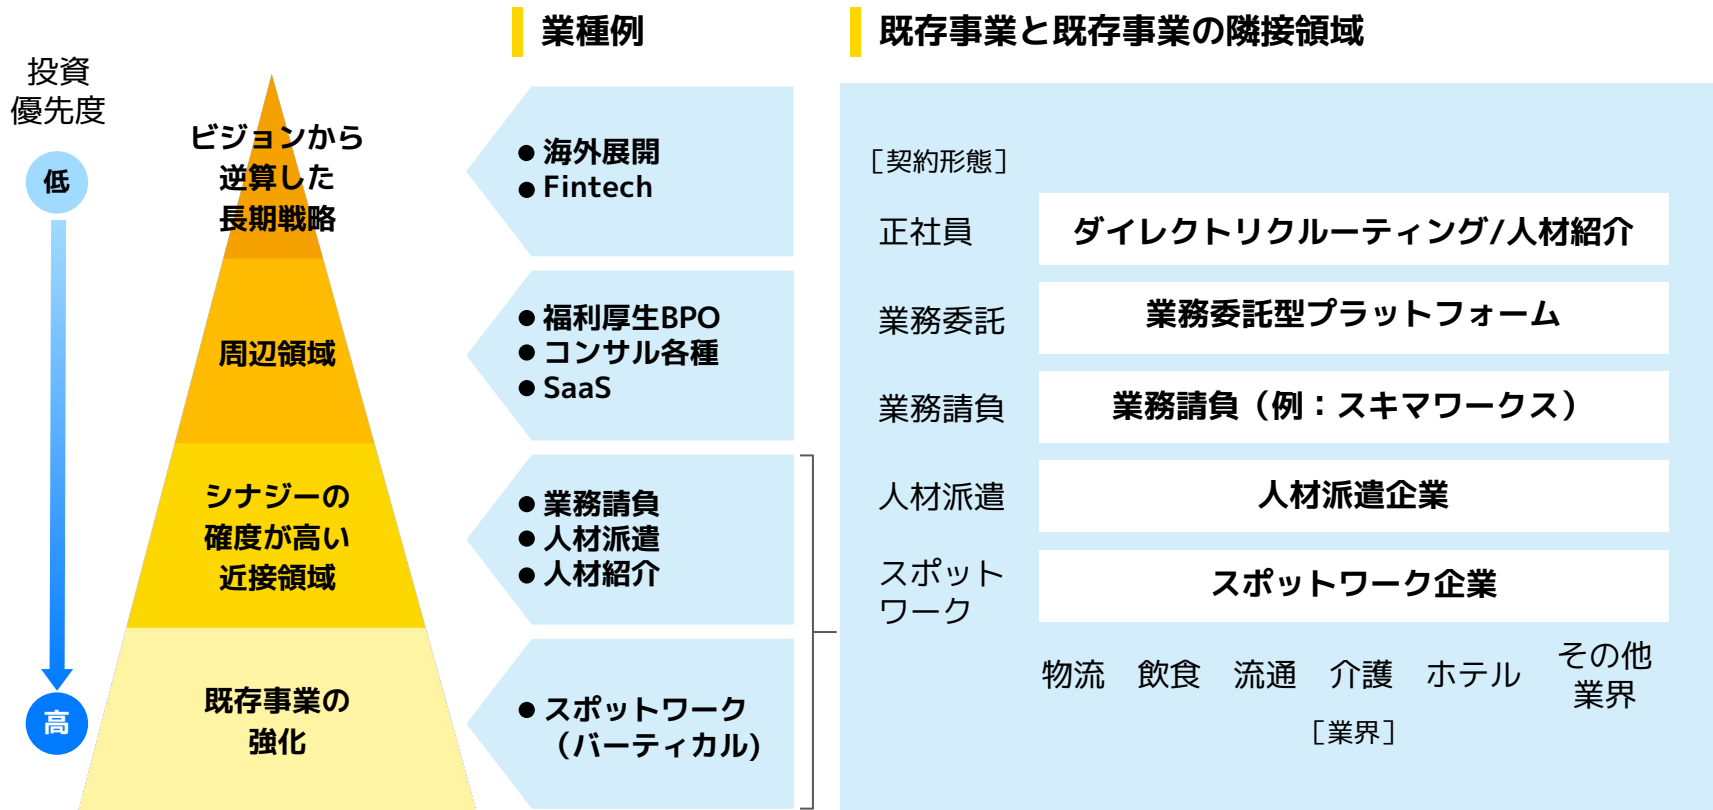 業種例
既存事業と既存事業の隣接領域
投資
優先度
低
高
ビジョンから
逆算した
長期戦略
● 海外展開
● Fintech
周辺領域
● 福利厚生BPO
● コンサル各種
● SaaS
シナジーの
確度が高い
近接領域
● 業務請負
● 人材派遣
● 人材紹介
既存事業の
強化
● スポットワーク
（バーティカル)
［契約形態］
正社員
ダイレクトリクルーティング/人材紹介
業務委託
業務委託型プラットフォーム
業務請負
業務請負（例：スキマワークス）
人材派遣
人材派遣企業
スポット
ワーク
スポットワーク企業
物流 飲食 流通 介護 ホテル その他
業界
［業界］